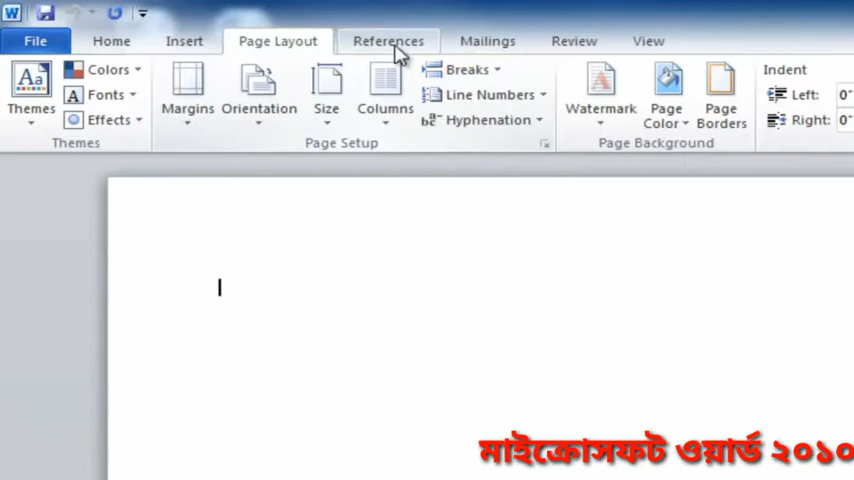 W
File Home Insert Page Layout References Mailings Review View
Colors Fonts Effects Themes
Themes
Margins Orientation Size Columns Breaks Line Numbers Hyphenation
Page Setup
Watermark Page Color Page Borders
Page Background
Indent
Left: 0"
Right: 0"
মাইক্রোসফট ওয়ার্ড ২০১০